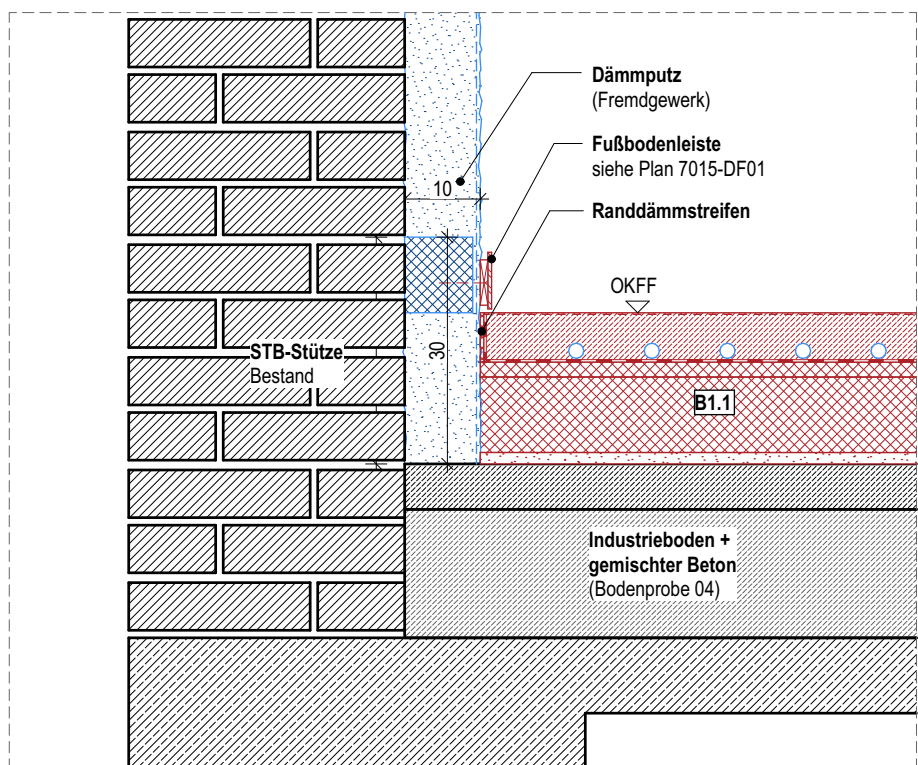 Dämmputz
(Fremdgewerk)
Fußbodenleiste
siehe Plan 7015-DF01
10
Randdämmstreifen
OKFF
STB-Stütze
Bestand
30
B1.1
Industrieboden +
gemischter Beton
(Bodenprobe 04)